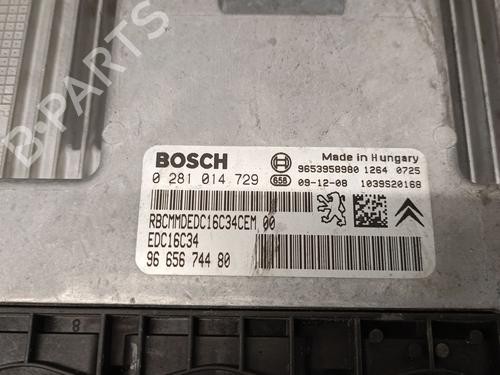 B-PARTS
BOSCH
Made in Hungary
9653958980 1264 0725
0 281 014 729
658 09-12-08 1039S20168
RBCMMDEDC16C34CEM 00
EDC16C34
96 656 744 80
8